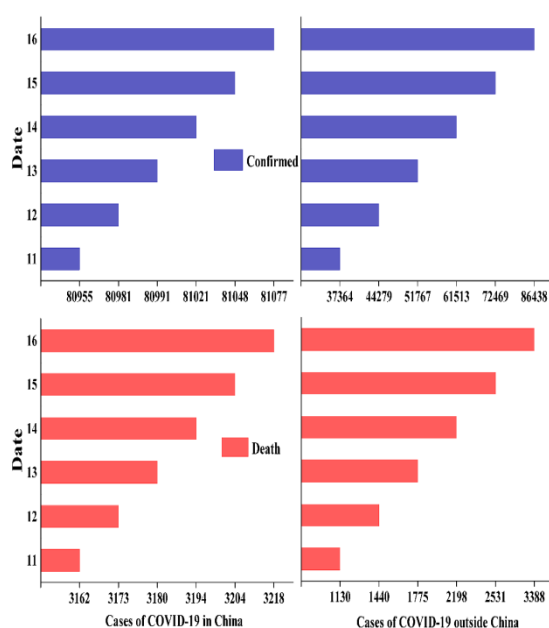 16
15
14
13
12
11
Date
Confirmed
80955 80981 80991 81021 81048 81077
37364 44279 51767 61513 72469 86438
16
15
14
13
12
11
Date
Death
3162 3173 3180 3194 3204 3218
1130 1440 1775 2198 2531 3388
Cases of COVID-19 in China
Cases of COVID-19 outside China